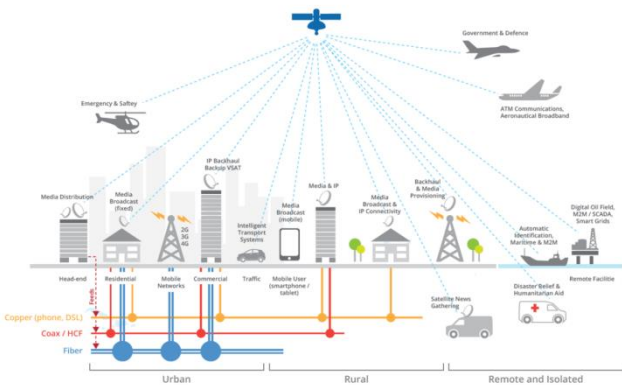 Government & Defence
Emergency & Saftey
ATM Communications,
Aeronautical Broadband
IP Backhaul
Backup VSAT
Media Distribution
Media
Broadcast
(fixed)
2G
3G
4G
Intelligent
Transport
Systems
Media
Broadcast
(mobile)
Media & IP
Media
Broadcast &
IP Connectivity
Backhaul
& Media
Provisioning
Automatic
Identification,
Maritime & M2M
Digital Oil Field,
M2M / SCADA,
Smart Grids
Head-end
Residential
Mobile
Networks
Commercial
Traffic
Mobile User
(smartphone /
tablet)
Remote Facilitie
Satellite News
Gathering
Disaster Relief &
Humanitarian Aid
Feeds
Copper (phone, DSL)
Coax / HCF
Fiber
Urban
Rural
Remote and Isolated